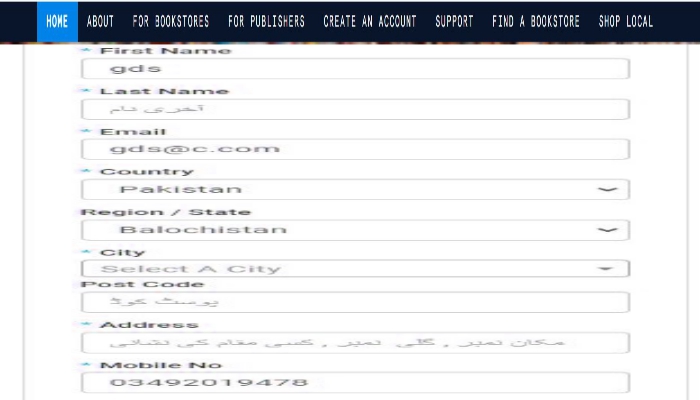 HOME ABOUT FOR BOOKSTORES FOR PUBLISHERS CREATE AN ACCOUNT SUPPORT FIND A BOOKSTORE SHOP LOCAL
* First Name
gds
* Last Name
آخری نام
* Email
gds@c.com
* Country
Pakistan
Region / State
Balochistan
* City
Select A City
Post Code
پوسٹ کوڈ
* Address
مکان نمبر , گلی نمبر , کسی مقام کی نشانی
* Mobile No
03492019478